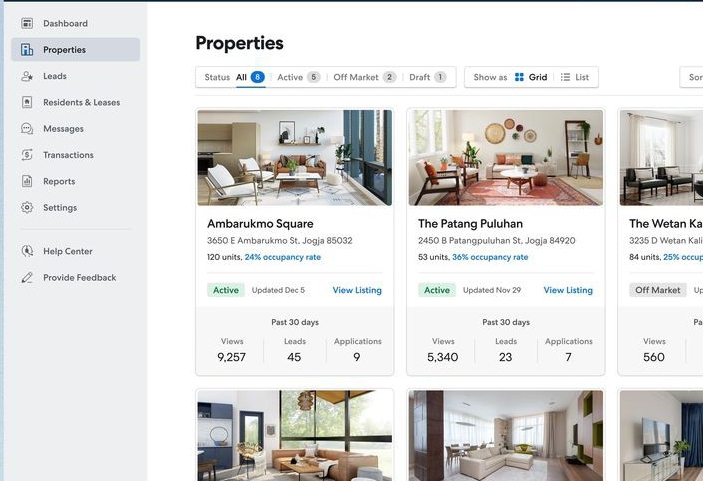 Dashboard
Properties
Leads
Residents & Leases
Messages
Transactions
Reports
Settings
Help Center
Provide Feedback
Properties
Status All 8 Active 5 Off Market 2 Draft 1
Show as Grid List
Ambarukmo Square
3650 E Ambarukmo St, Jogja 85032
120 units, 24% occupancy rate
Active Updated Dec 5 View Listing
Past 30 days
Views Leads Applications
9,257 45 9
The Patang Puluhan
2450 B Patangpuluhan St, Jogja 84920
53 units, 36% occupancy rate
Active Updated Nov 29 View Listing
Past 30 days
Views Leads Applications
5,340 23 7
The Wetan Ka
3235 D Wetan Kali
84 units, 25% occup
Off Market Up
Pa
Views
560